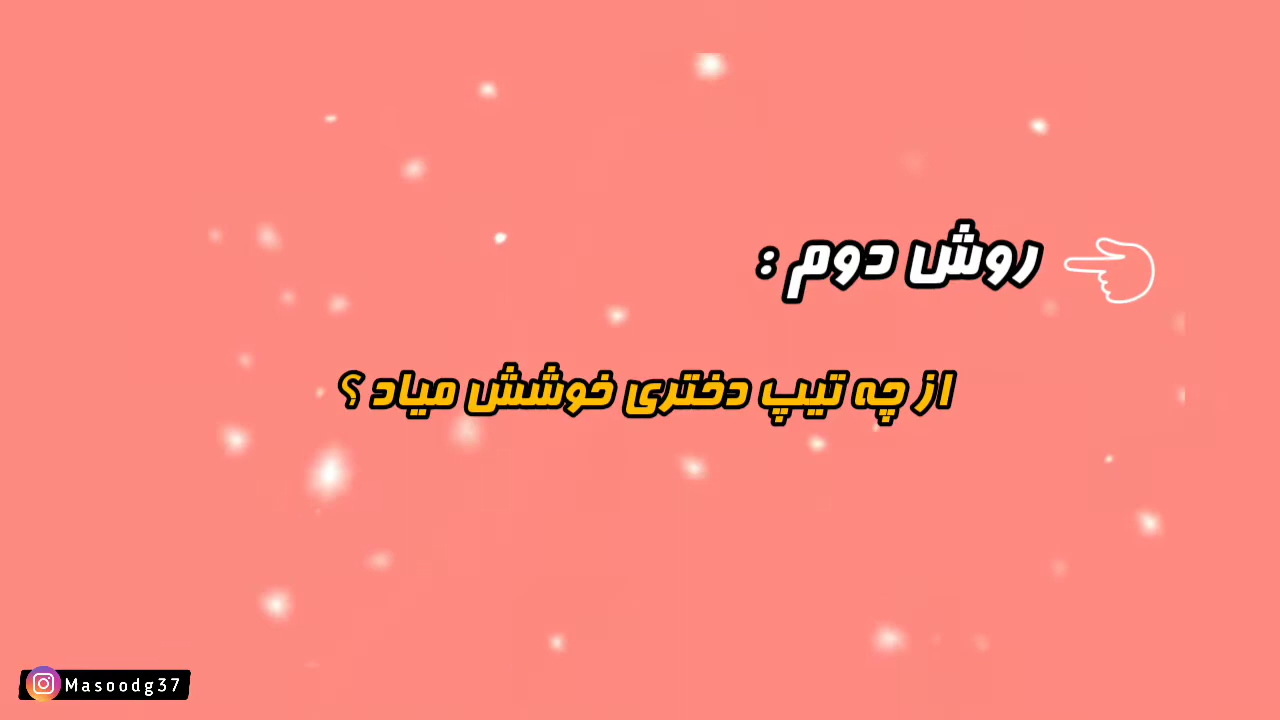 روش دوم :
از چه تیپ دختری خوشش میاد ؟
Masoodg37